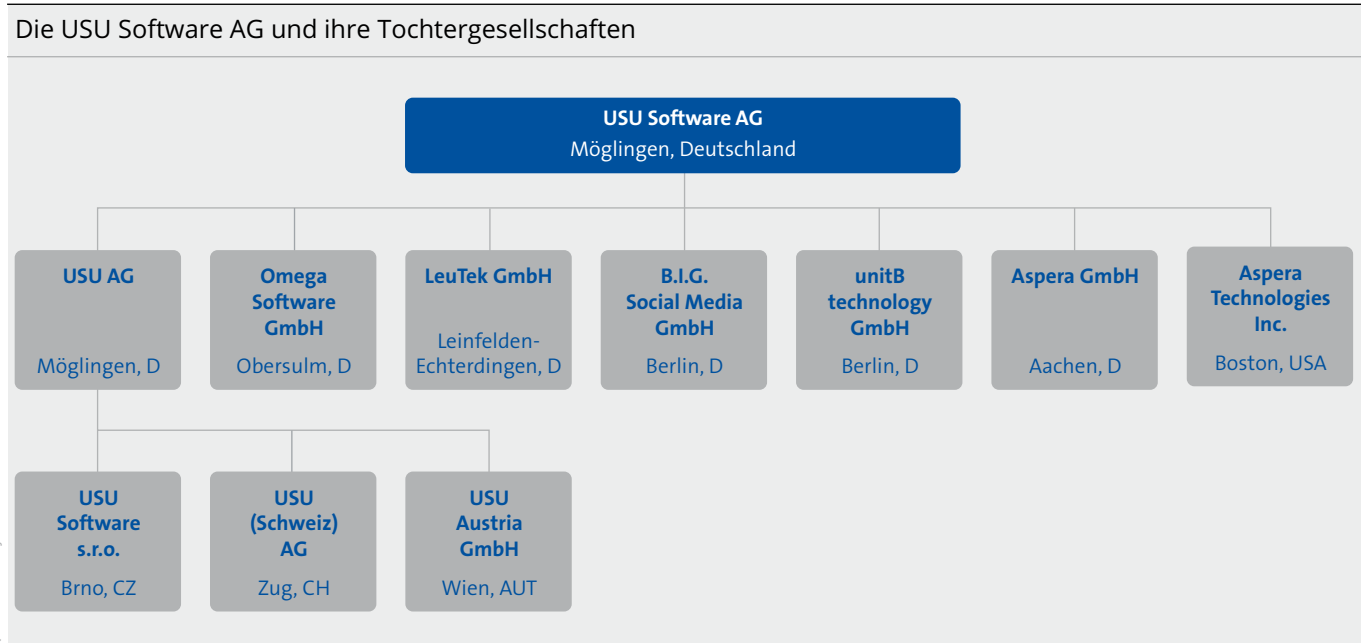 Die USU Software AG und ihre Tochtergesellschaften
USU Software AG
Möglingen, Deutschland
USU AG
Möglingen, D
Omega
Software
GmbH
Obersulm, D
LeuTek GmbH
Leinfelden-
Echterdingen, D
B.I.G.
Social Media
GmbH
Berlin, D
unitB
technology
GmbH
Berlin, D
Aspera GmbH
Aachen, D
Aspera
Technologies
Inc.
Boston, USA
USU
Software
s.r.o.
Brno, CZ
USU
(Schweiz)
AG
Zug, CH
USU
Austria
GmbH
Wien, AUT